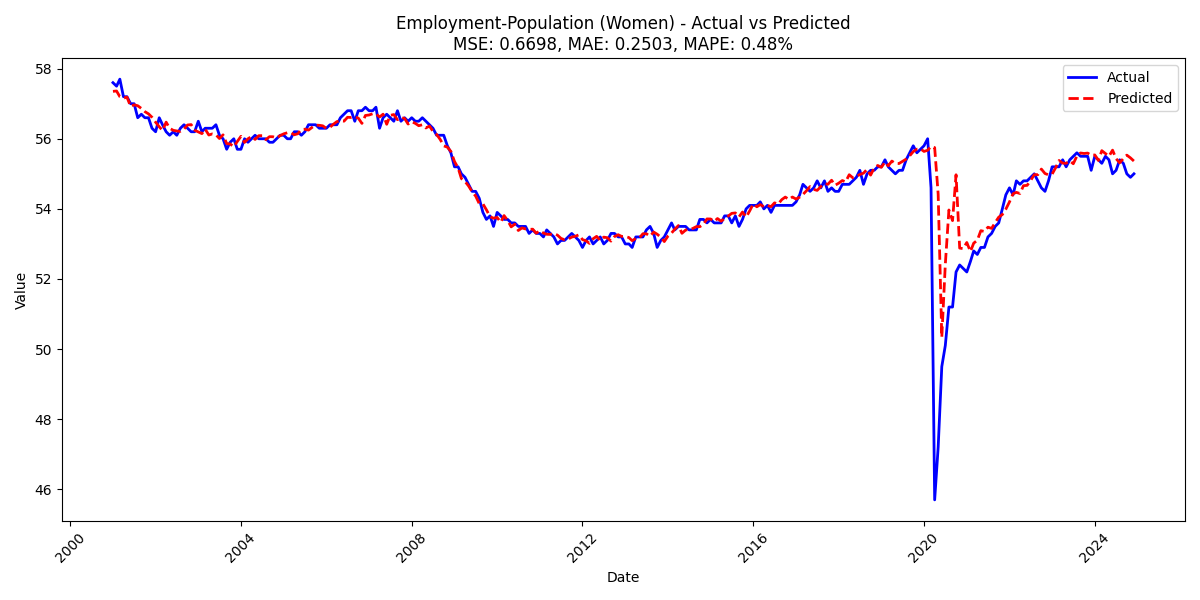 Employment-Population (Women) - Actual vs Predicted
MSE: 0.6698, MAE: 0.2503, MAPE: 0.48%
Actual
Predicted
Value
58
56
54
52
50
48
46
2000
2004
2008
2012
2016
2020
2024
Date